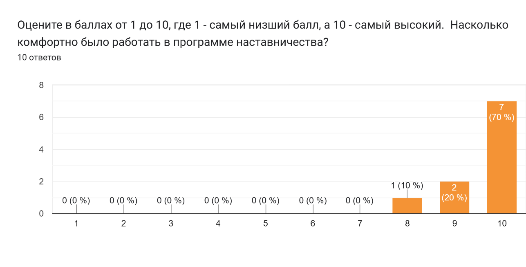 Оцените в баллах от 1 до 10, где 1 - самый низший балл, а 10 - самый высокий. Насколько
комфортно было работать в программе наставничества?
10 ответов
8
6
4
2
0
0 (0 %) 0 (0 %) 0 (0 %) 0 (0 %) 0 (0 %) 0 (0 %) 0 (0 %) 1 (10 %) 2 (20 %) 7 (70 %)
1 2 3 4 5 6 7 8 9 10